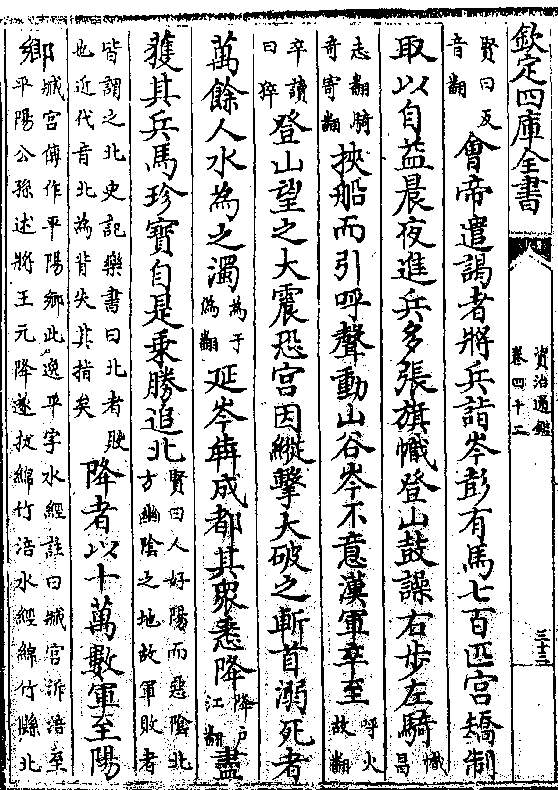 欽定四庫全書
資治通鑑
卷四十二
三十三
賢曰反
音翻
會帝遣謁者將兵詣岑彭有馬七百匹宮矯制
取以自益晨夜進兵多張旗幟登山鼓譟右步左騎
幟
昌
志翻騎
奇寄翻
挾船而引呼聲動山谷岑不意漢軍卒至
呼火
故翻
卒讀
曰猝
登山望之大震恐宮因縱擊大破之斬首溺死者
萬餘人水為之濁
為于
偽翻
延岑奔成都其衆悉降
降户
江翻
盡
獲其兵馬珍寶自是乘勝追北
賢曰人好陽而惡陰北
方幽陰之地故軍敗者
皆謂之北史記樂書曰北者敗
也近代音北為背失其指矣
降者以十萬數軍至陽
鄉
臧宮傳作平陽鄉此逸平字水經註曰臧宮泝涪至
平陽公孫述將王元降遂拔綿竹涪水經綿竹縣北